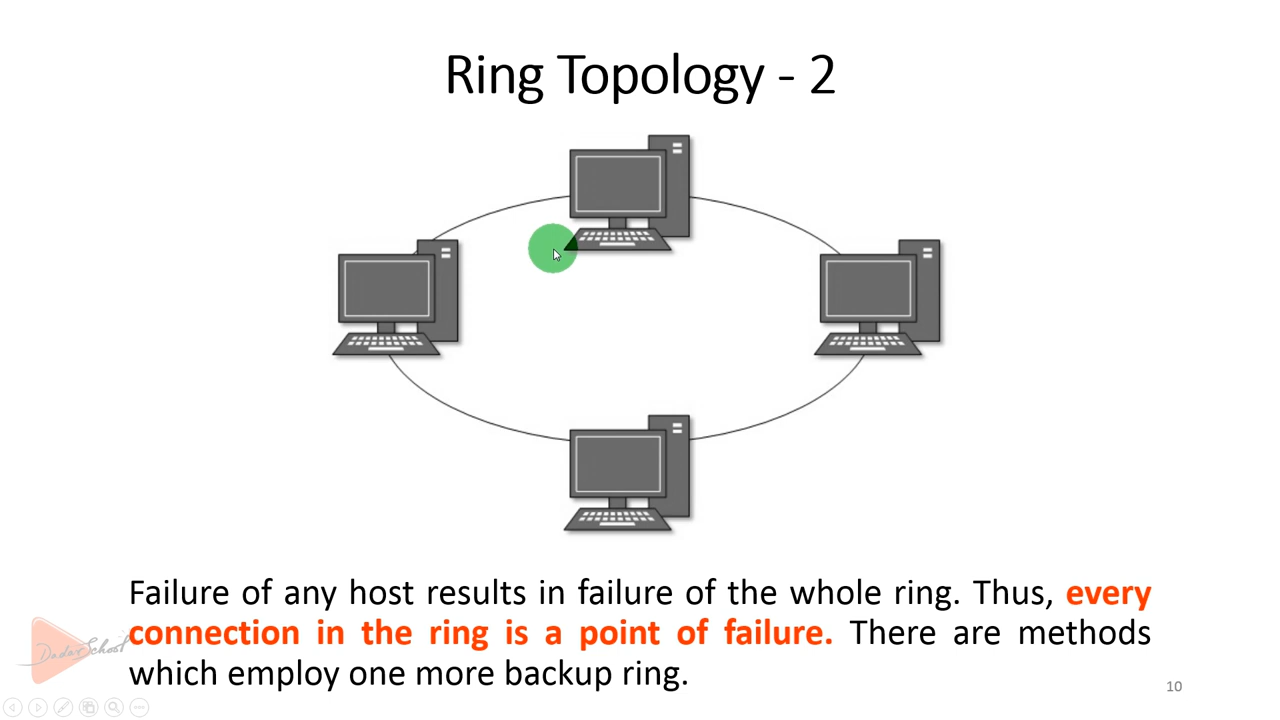 Ring Topology - 2
Failure of any host results in failure of the whole ring. Thus, every
connection in the ring is a point of failure. There are methods
which employ one more backup ring.
DadarSchool
10